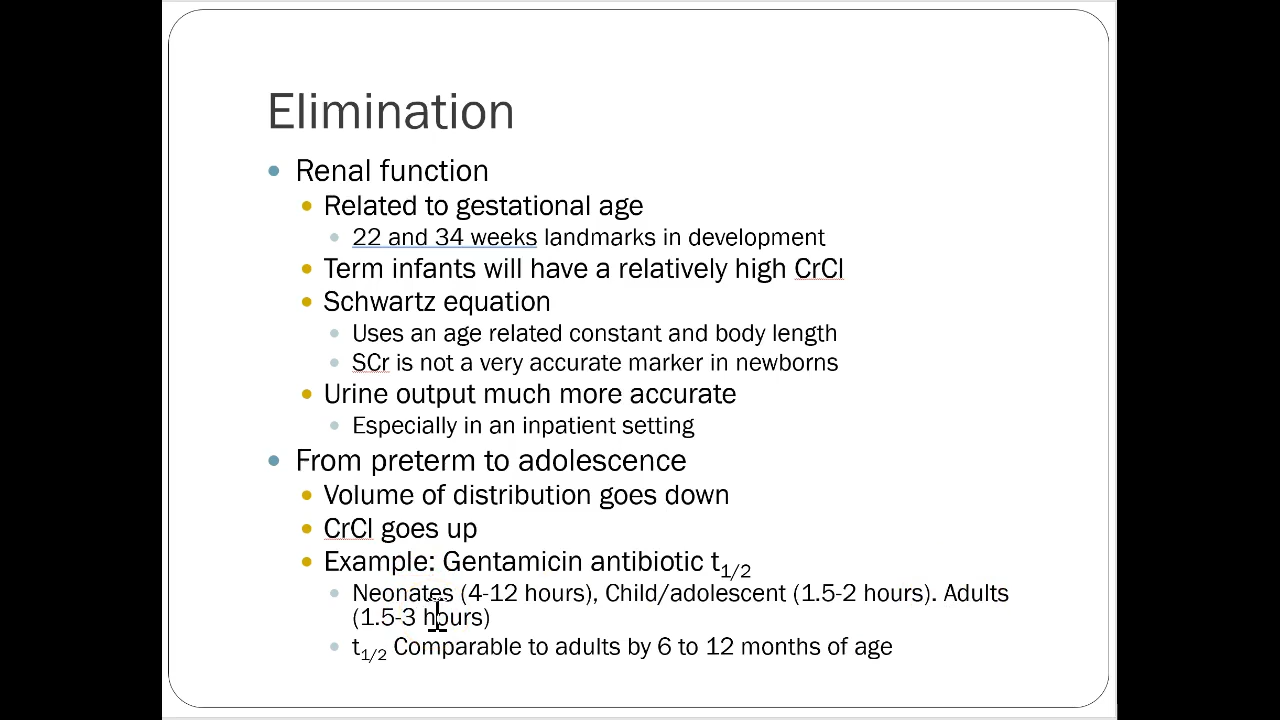 Elimination
Renal function
Related to gestational age
22 and 34 weeks landmarks in development
Term infants will have a relatively high CrCl
Schwartz equation
Uses an age related constant and body length
SCr is not a very accurate marker in newborns
Urine output much more accurate
Especially in an inpatient setting
From preterm to adolescence
Volume of distribution goes down
CrCl goes up
Example: Gentamicin antibiotic t1/2
Neonates (4-12 hours), Child/adolescent (1.5-2 hours). Adults
(1.5-3 hours)
t1/2 Comparable to adults by 6 to 12 months of age